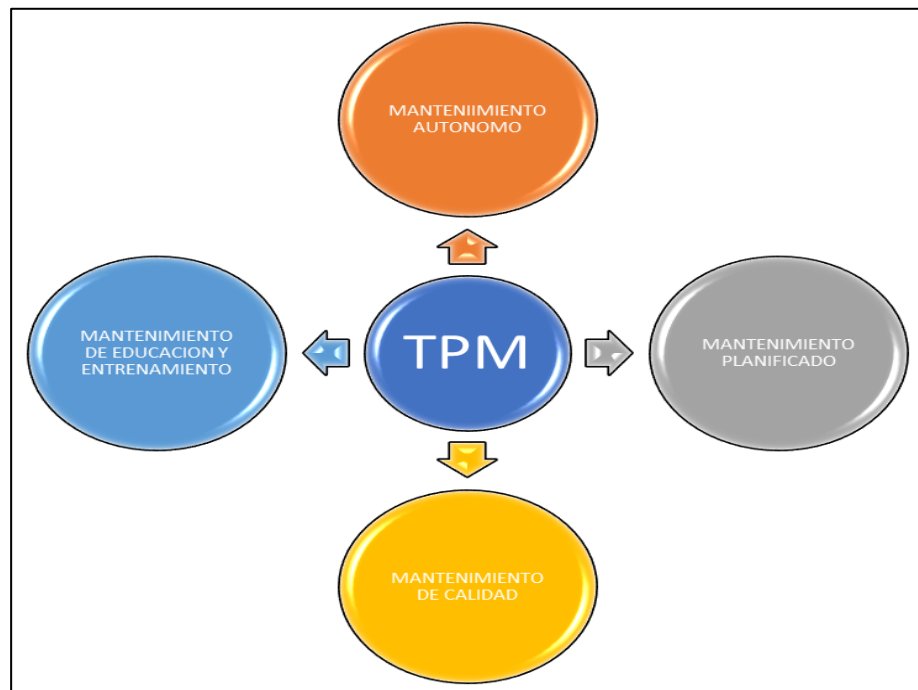 MANTENIIMIENTO
AUTONOMO
MANTENIMIENTO
DE EDUCACION Y
ENTRENAMIENTO
TPM
MANTENIMIENTO
PLANIFICADO
MANTENIMIENTO
DE CALIDAD